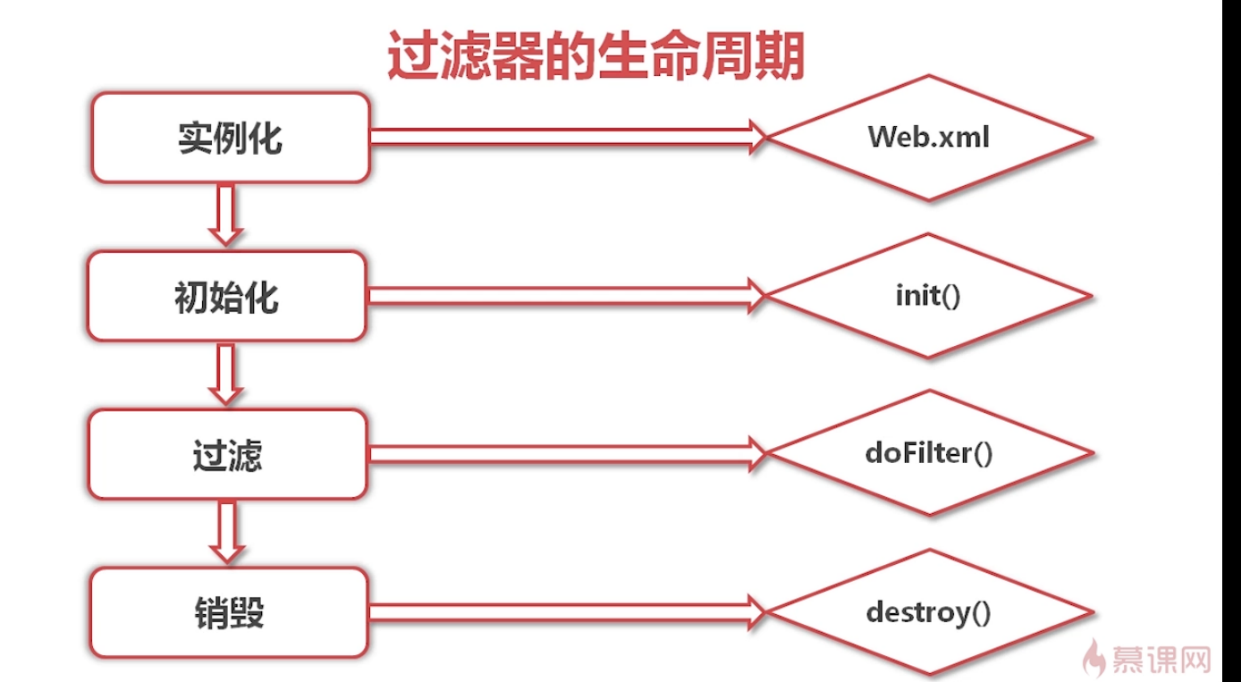 过滤器的生命周期
实例化
Web.xml
初始化
init()
过滤
doFilter()
销毁
destroy()
慕课网